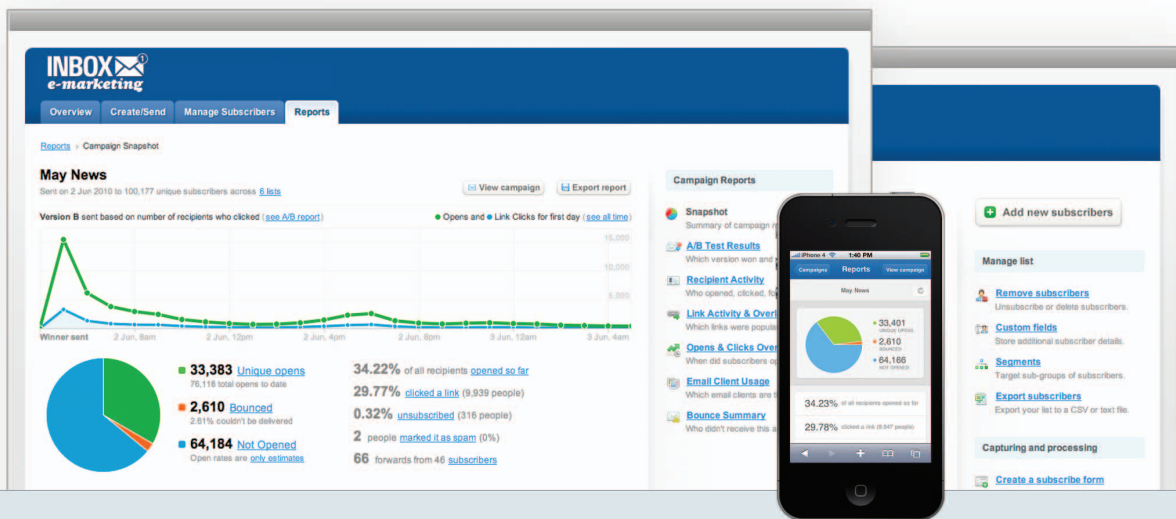 INBOX 1
e-marketing
Overview Create/Send Manage Subscribers Reports
Reports > Campaign Snapshot
May News
Sent on 2 Jun 2010 to 100,177 unique subscribers across 6 lists
View campaign Export report
Version B sent based on number of recipients who clicked (see A/B report)
Opens and Link Clicks for first day (see all time)
15,000
10,000
5,000
Winner sent 2 Jun, 8am 2 Jun, 12pm 2 Jun, 4pm 2 Jun, 8pm 3 Jun, 12am 3 Jun, 4am
33,383 Unique opens
76,118 total opens to date
2,610 Bounced
2.61% couldn't be delivered
64,184 Not Opened
Open rates are only estimates
34.22% of all recipients opened so far
29.77% clicked a link (9,939 people)
0.32% unsubscribed (316 people)
2 people marked it as spam (0%)
66 forwards from 46 subscribers
Campaign Reports
Snapshot
Summary of campaign
A/B Test Results
Which version won and
Recipient Activity
Who opened, clicked,
Link Activity &
Which links were
Opens & Clicks
When did subscribers
Email Client Usage
Which email clients are
Bounce Summary
Who didn't receive this
iPhone 4 1:40 PM
Campaigns Reports View campaign
May News
33,401
UNIQUE OPENS
2,610
BOUNCED
64,166
NOT OPENED
34.23% of all recipients opened so far
29.78% clicked a link (9,947 people)
Add new subscribers
Manage list
Remove subscribers
Unsubscribe or delete subscribers.
Custom fields
Store additional subscriber details.
Segments
Target sub-groups of subscribers.
Export subscribers
Export your list to a CSV or text file.
Capturing and processing
Create a subscribe form